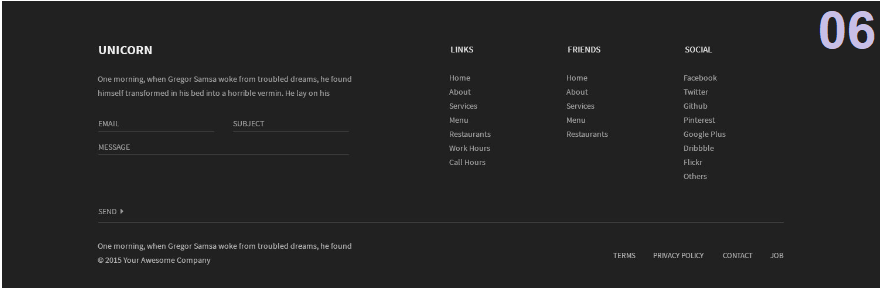 06
UNICORN
One morning, when Gregor Samsa woke from troubled dreams, he found
himself transformed in his bed into a horrible vermin. He lay on his
EMAIL
SUBJECT
MESSAGE
SEND
LINKS
Home
About
Services
Menu
Restaurants
Work Hours
Call Hours
FRIENDS
Home
About
Services
Menu
Restaurants
SOCIAL
Facebook
Twitter
Github
Pinterest
Google Plus
Dribbble
Flickr
Others
One morning, when Gregor Samsa woke from troubled dreams, he found
© 2015 Your Awesome Company
TERMS PRIVACY POLICY CONTACT JOB